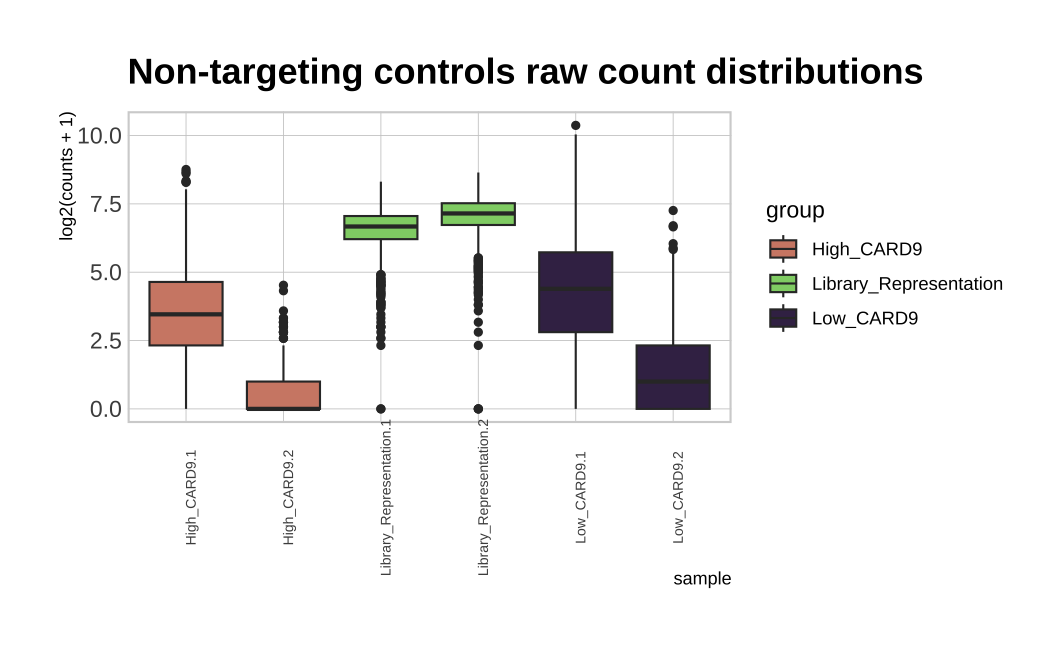 Non-targeting controls raw count distributions
log2(counts + 1)
10.0
7.5
5.0
2.5
0.0
High_CARD9.1
High_CARD9.2
Library_Representation.1
Library_Representation.2
Low_CARD9.1
Low_CARD9.2
sample
group
High_CARD9
Library_Representation
Low_CARD9